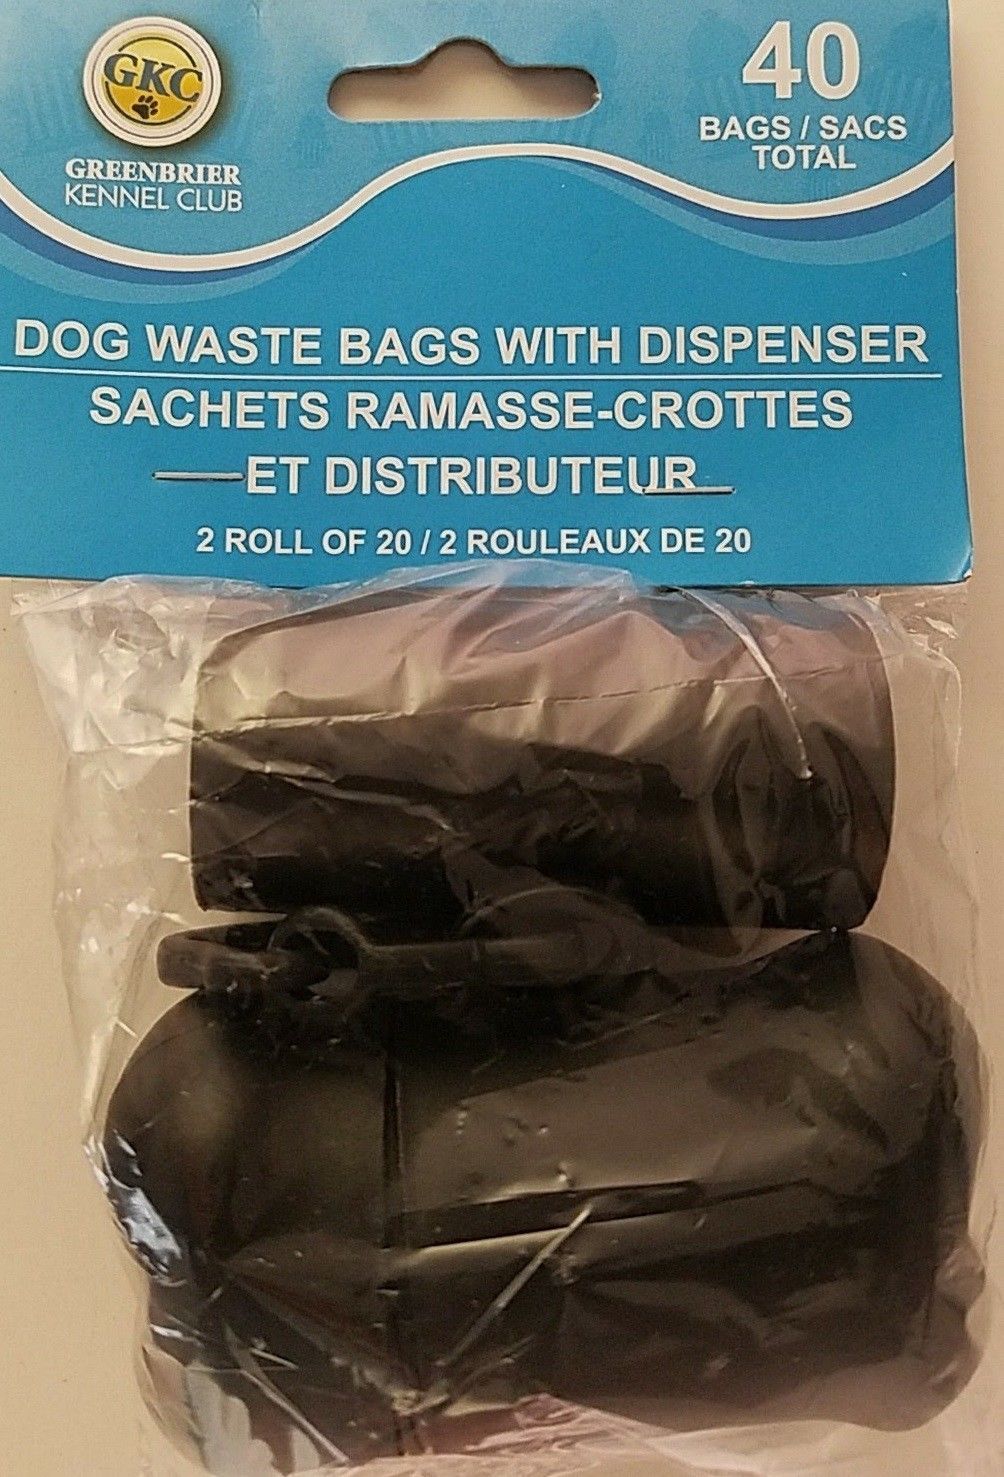 GKC
GREENBRIER
KENNEL CLUB
40
BAGS / SACS
TOTAL
DOG WASTE BAGS WITH DISPENSER
SACHETS RAMASSE-CROTTES
ET DISTRIBUTEUR
2 ROLL OF 20 / 2 ROULEAUX DE 20